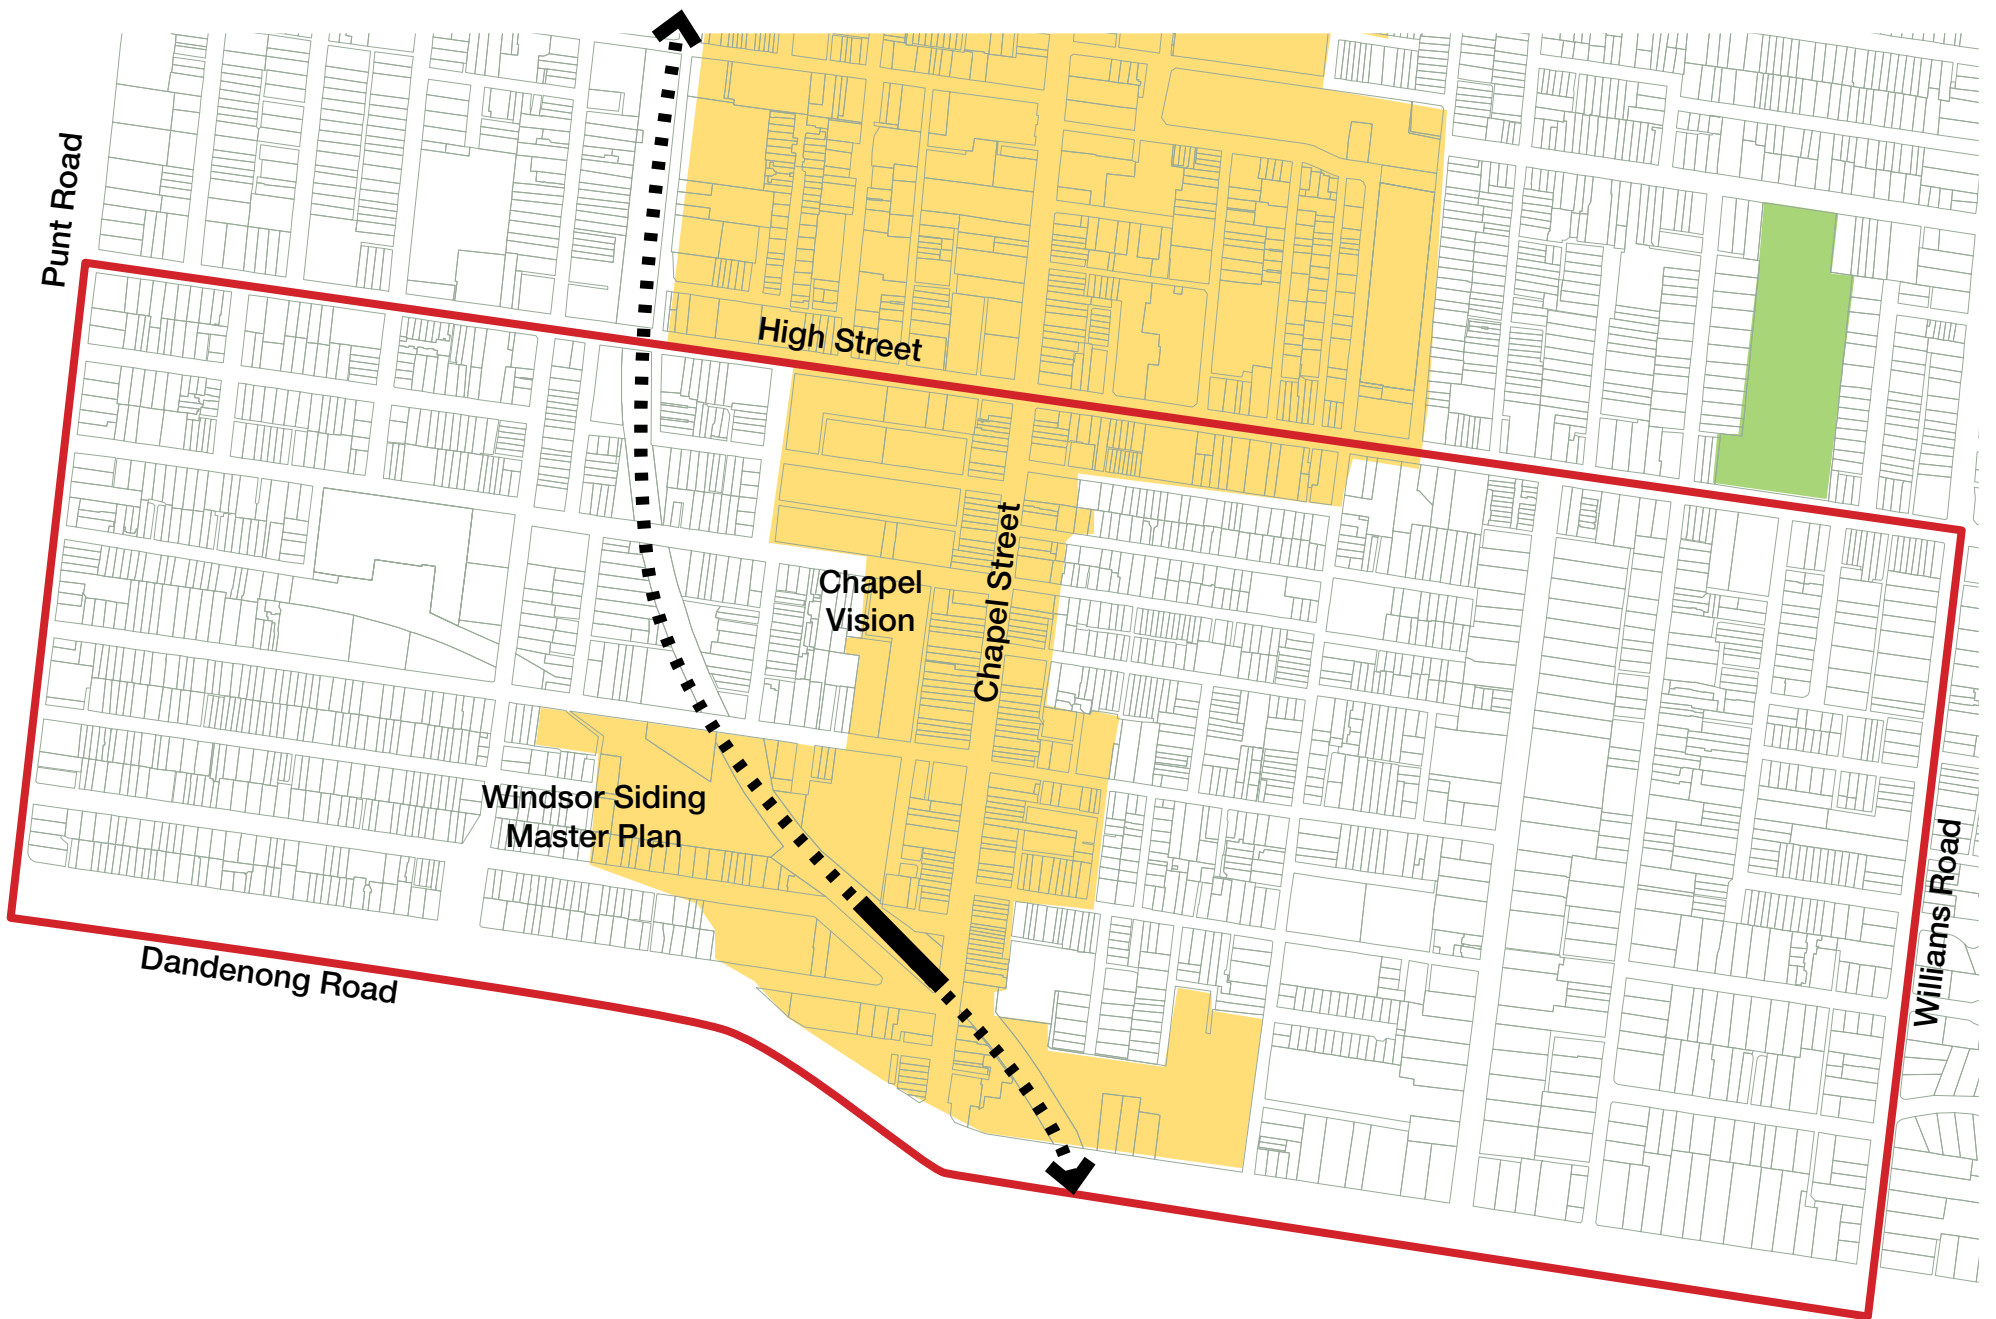 Punt Road
High Street
Chapel
Vision
Chapel Street
Windsor Siding
Master Plan
Dandenong Road
Williams Road